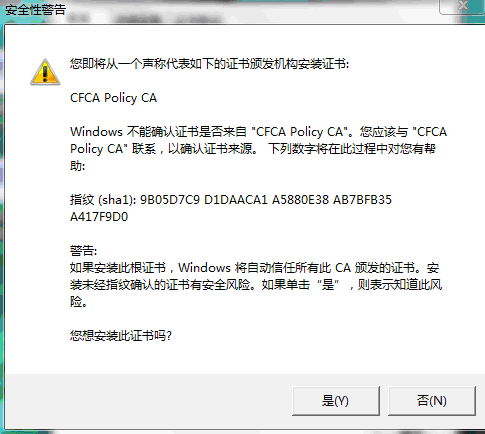 安全性警告
您即将从一个声称代表如下的证书颁发机构安装证书:
CFCA Policy CA
Windows 不能确认证书是否来自 "CFCA Policy CA"。您应该与 "CFCA
Policy CA" 联系，以确认证书来源。 下列数字将在此过程中对您有帮
助:
指纹 (sha1): 9B05D7C9 D1DAACA1 A5880E38 AB7BFB35
A417F9D0
警告:
如果安装此根证书，Windows 将自动信任所有此 CA 颁发的证书。安
装未经指纹确认的证书有安全风险。如果单击“是”，则表示知道此风
险。
您想安装此证书吗?
是(Y) 否(N)